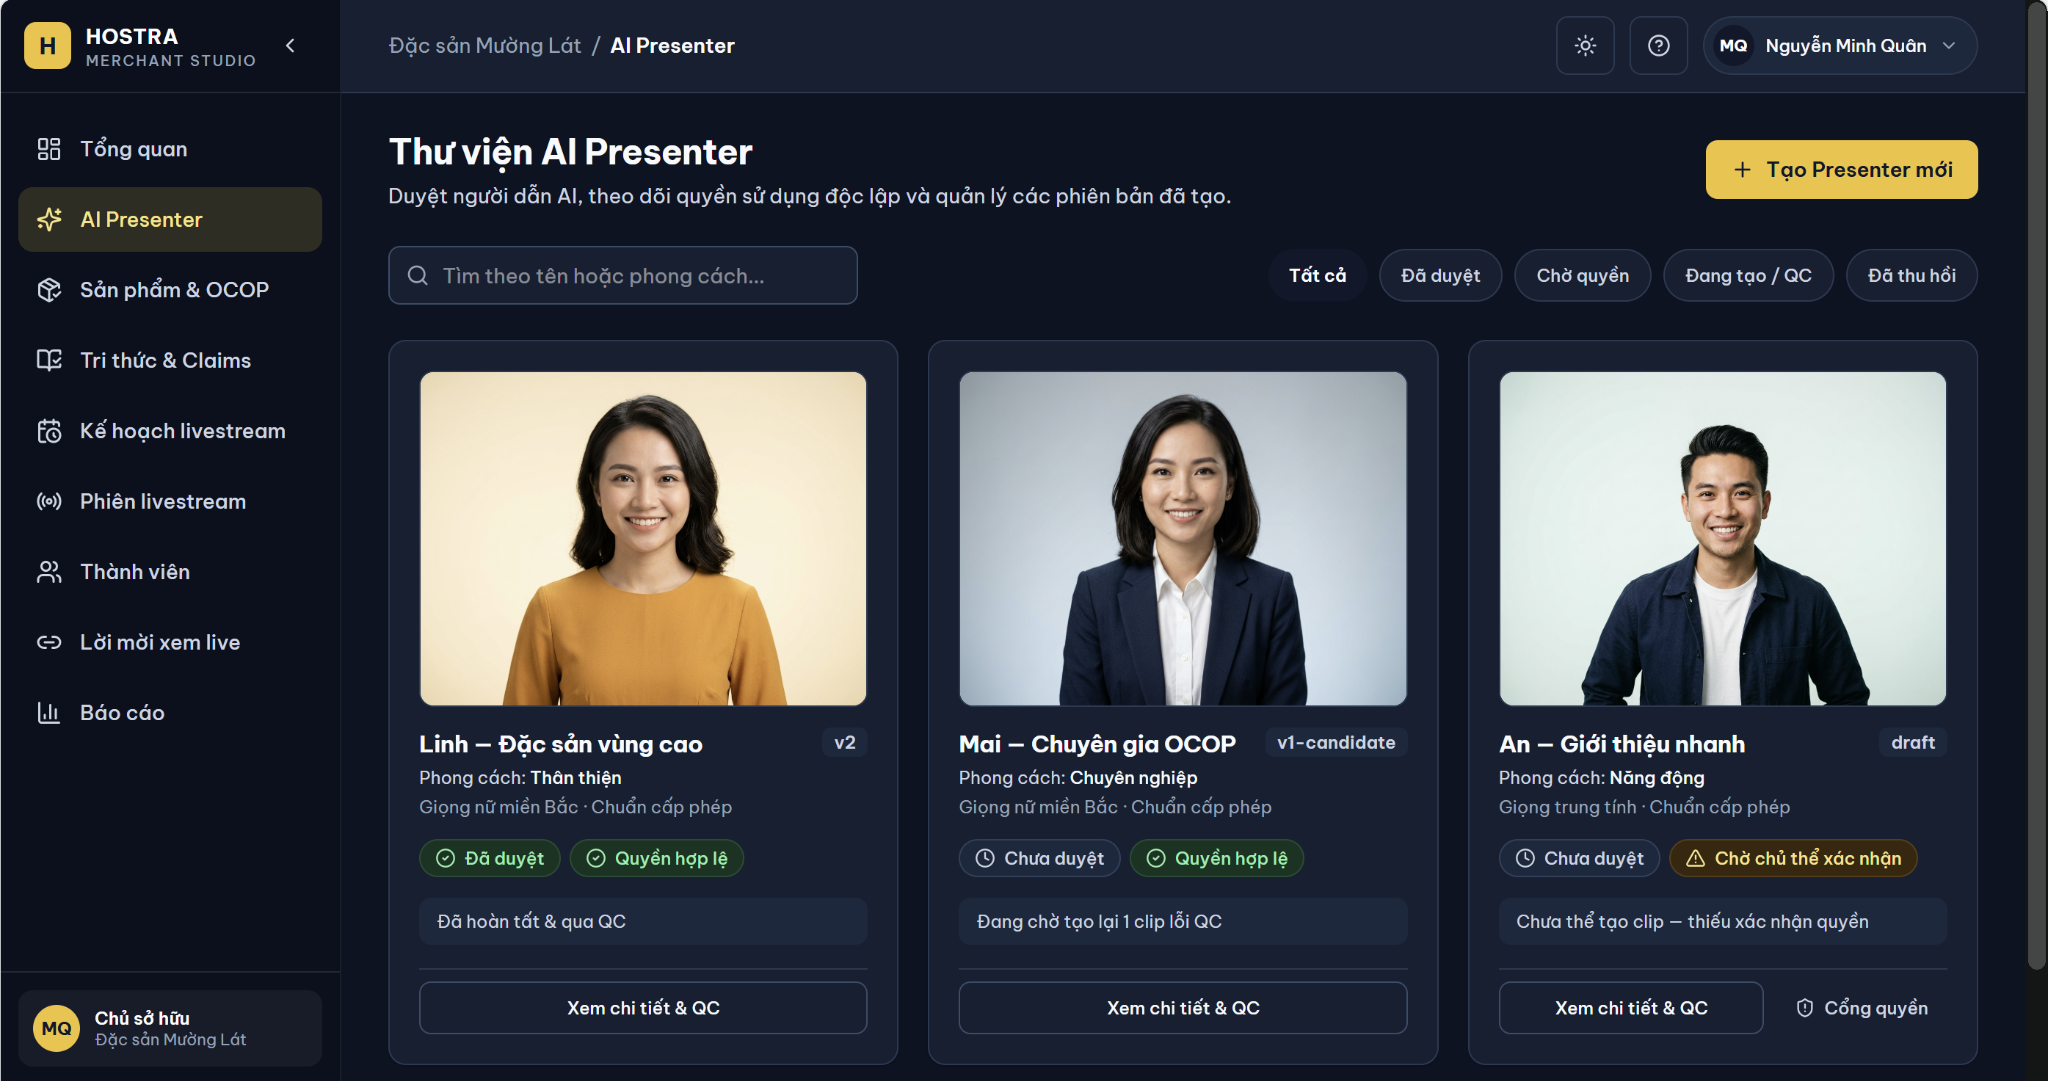 H
HOSTRA
MERCHANT STUDIO
Đặc sản Mường Lát / AI Presenter
MQ
Nguyễn Minh Quân
Tổng quan
AI Presenter
Sản phẩm & OCOP
Tri thức & Claims
Kế hoạch livestream
Phiên livestream
Thành viên
Lời mời xem live
Báo cáo
MQ
Chủ sở hữu
Đặc sản Mường Lát
Thư viện AI Presenter
Duyệt người dẫn AI, theo dõi quyền sử dụng độc lập và quản lý các phiên bản đã tạo.
Tạo Presenter mới
Tìm theo tên hoặc phong cách...
Tất cả
Đã duyệt
Chờ quyền
Đang tạo / QC
Đã thu hồi
Linh — Đặc sản vùng cao
v2
Phong cách: Thân thiện
Giọng nữ miền Bắc · Chuẩn cấp phép
Đã duyệt
Quyền hợp lệ
Đã hoàn tất & qua QC
Xem chi tiết & QC
Mai — Chuyên gia OCOP
v1-candidate
Phong cách: Chuyên nghiệp
Giọng nữ miền Bắc · Chuẩn cấp phép
Chưa duyệt
Quyền hợp lệ
Đang chờ tạo lại 1 clip lỗi QC
Xem chi tiết & QC
An — Giới thiệu nhanh
draft
Phong cách: Năng động
Giọng trung tính · Chuẩn cấp phép
Chưa duyệt
Chờ chủ thể xác nhận
Chưa thể tạo clip — thiếu xác nhận quyền
Xem chi tiết & QC
Cổng quyền